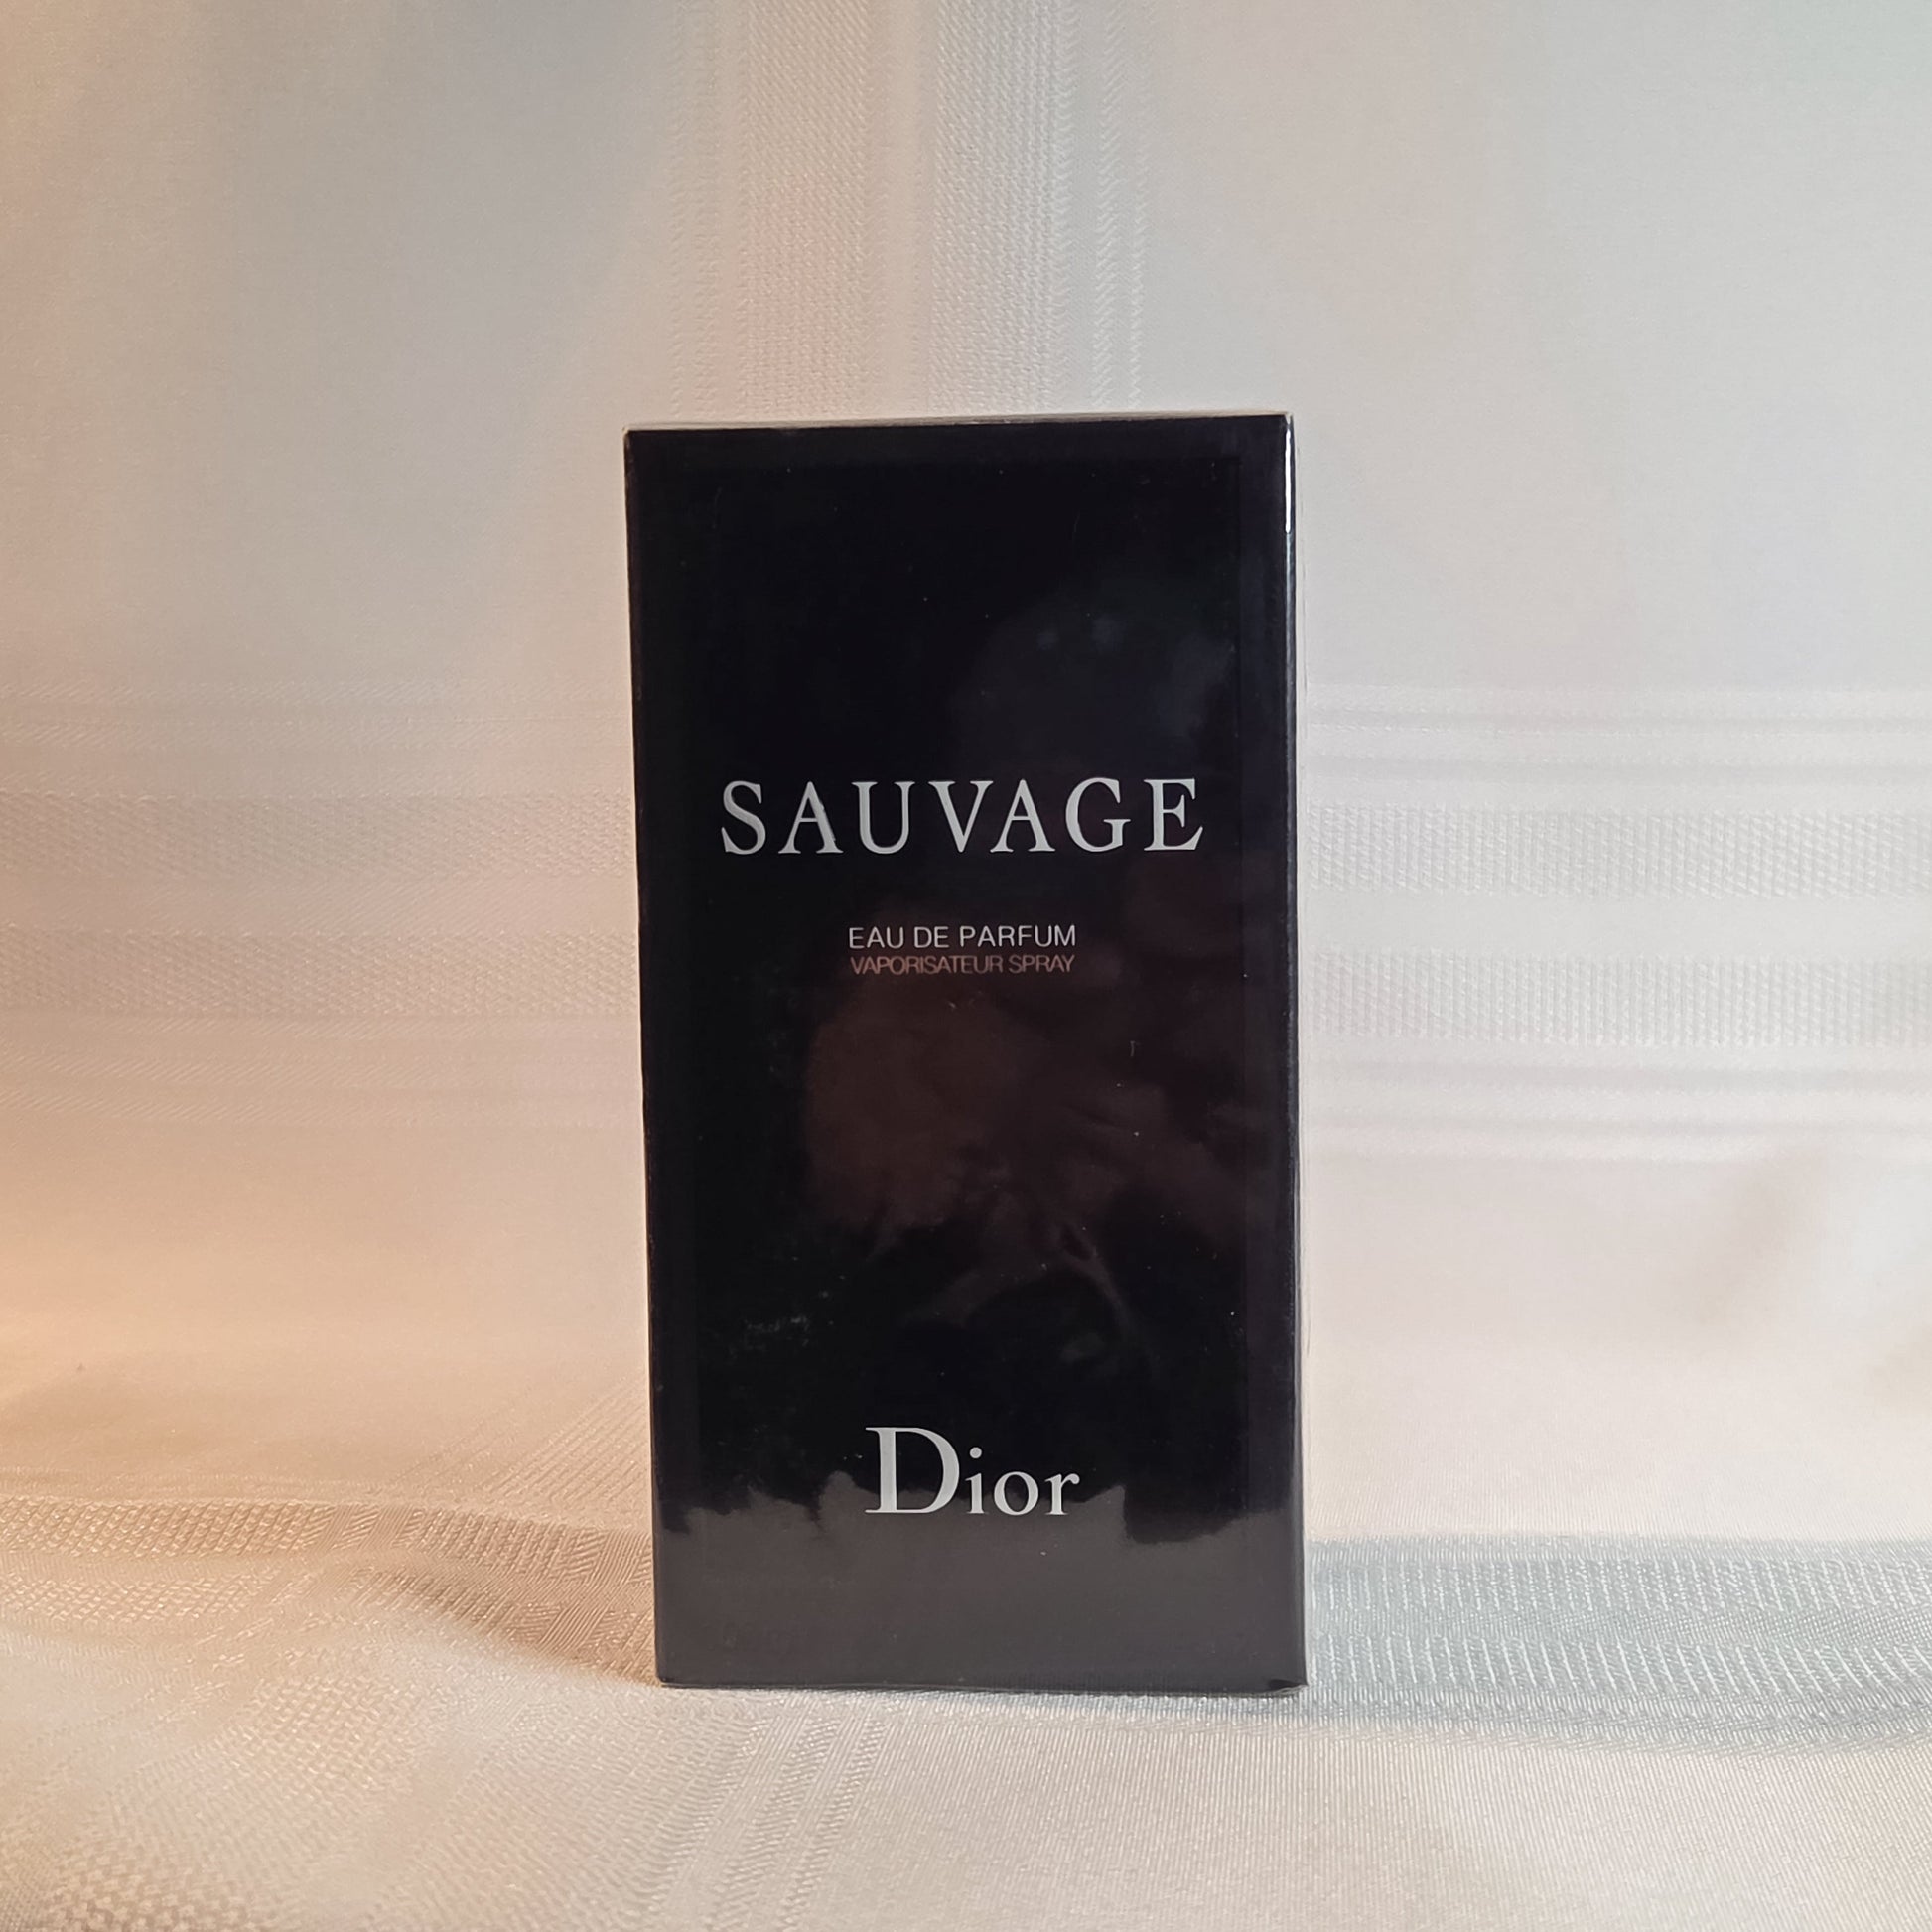 SAUVAGE
EAU DE PARFUM
VAPORISATEUR SPRAY
Dior